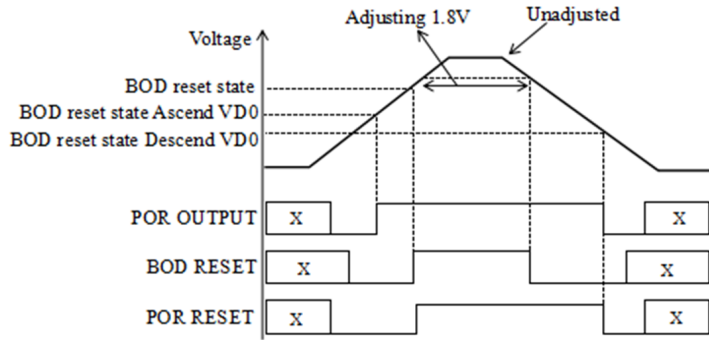 Adjusting 1.8V
Unadjusted
Voltage
BOD reset state
BOD reset state Ascend VD0
BOD reset state Descend VD0
POR OUTPUT
X
X
BOD RESET
X
X
POR RESET
X
X